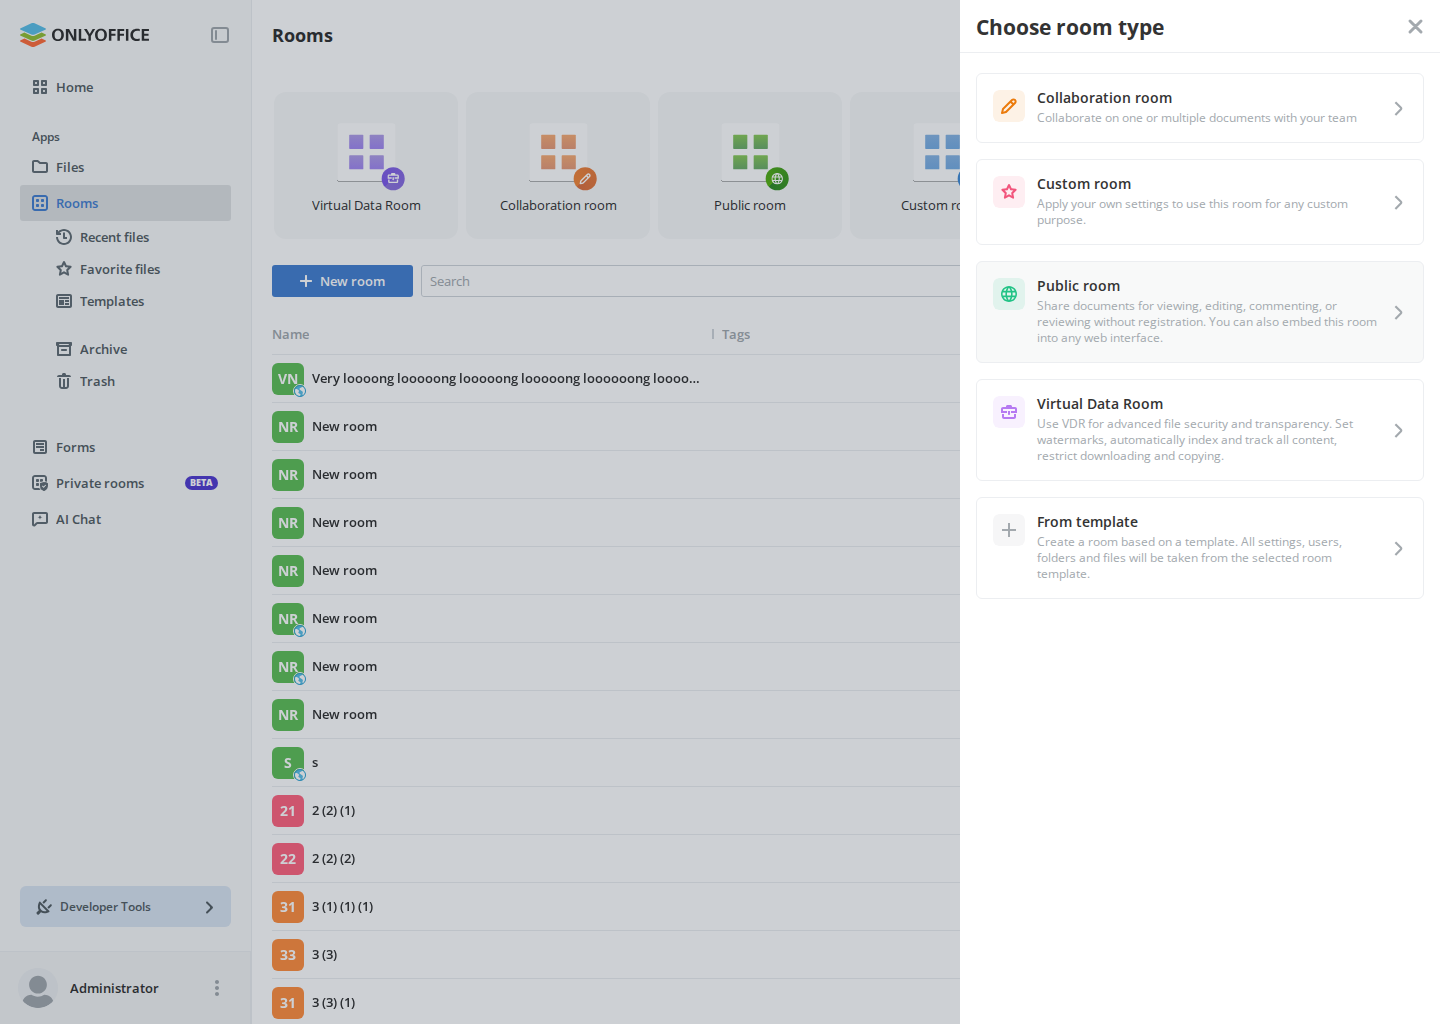 ONLYOFFICE
Home
Apps
Files
Rooms
Recent files
Favorite files
Templates
Archive
Trash
Forms
Private rooms BETA
AI Chat
Developer Tools
Administrator
Rooms
Virtual Data Room
Collaboration room
Public room
Custom ro
New room
Search
Name
Tags
VN Very loooong looooong looooong looooong loooooong loooo...
NR New room
NR New room
NR New room
NR New room
NR New room
NR New room
NR New room
S s
21 2 (2) (1)
22 2 (2) (2)
31 3 (1) (1) (1)
33 3 (3)
31 3 (3) (1)
Choose room type
Collaboration room
Collaborate on one or multiple documents with your team
Custom room
Apply your own settings to use this room for any custom
purpose.
Public room
Share documents for viewing, editing, commenting, or
reviewing without registration. You can also embed this room
into any web interface.
Virtual Data Room
Use VDR for advanced file security and transparency. Set
watermarks, automatically index and track all content,
restrict downloading and copying.
From template
Create a room based on a template. All settings, users,
folders and files will be taken from the selected room
template.